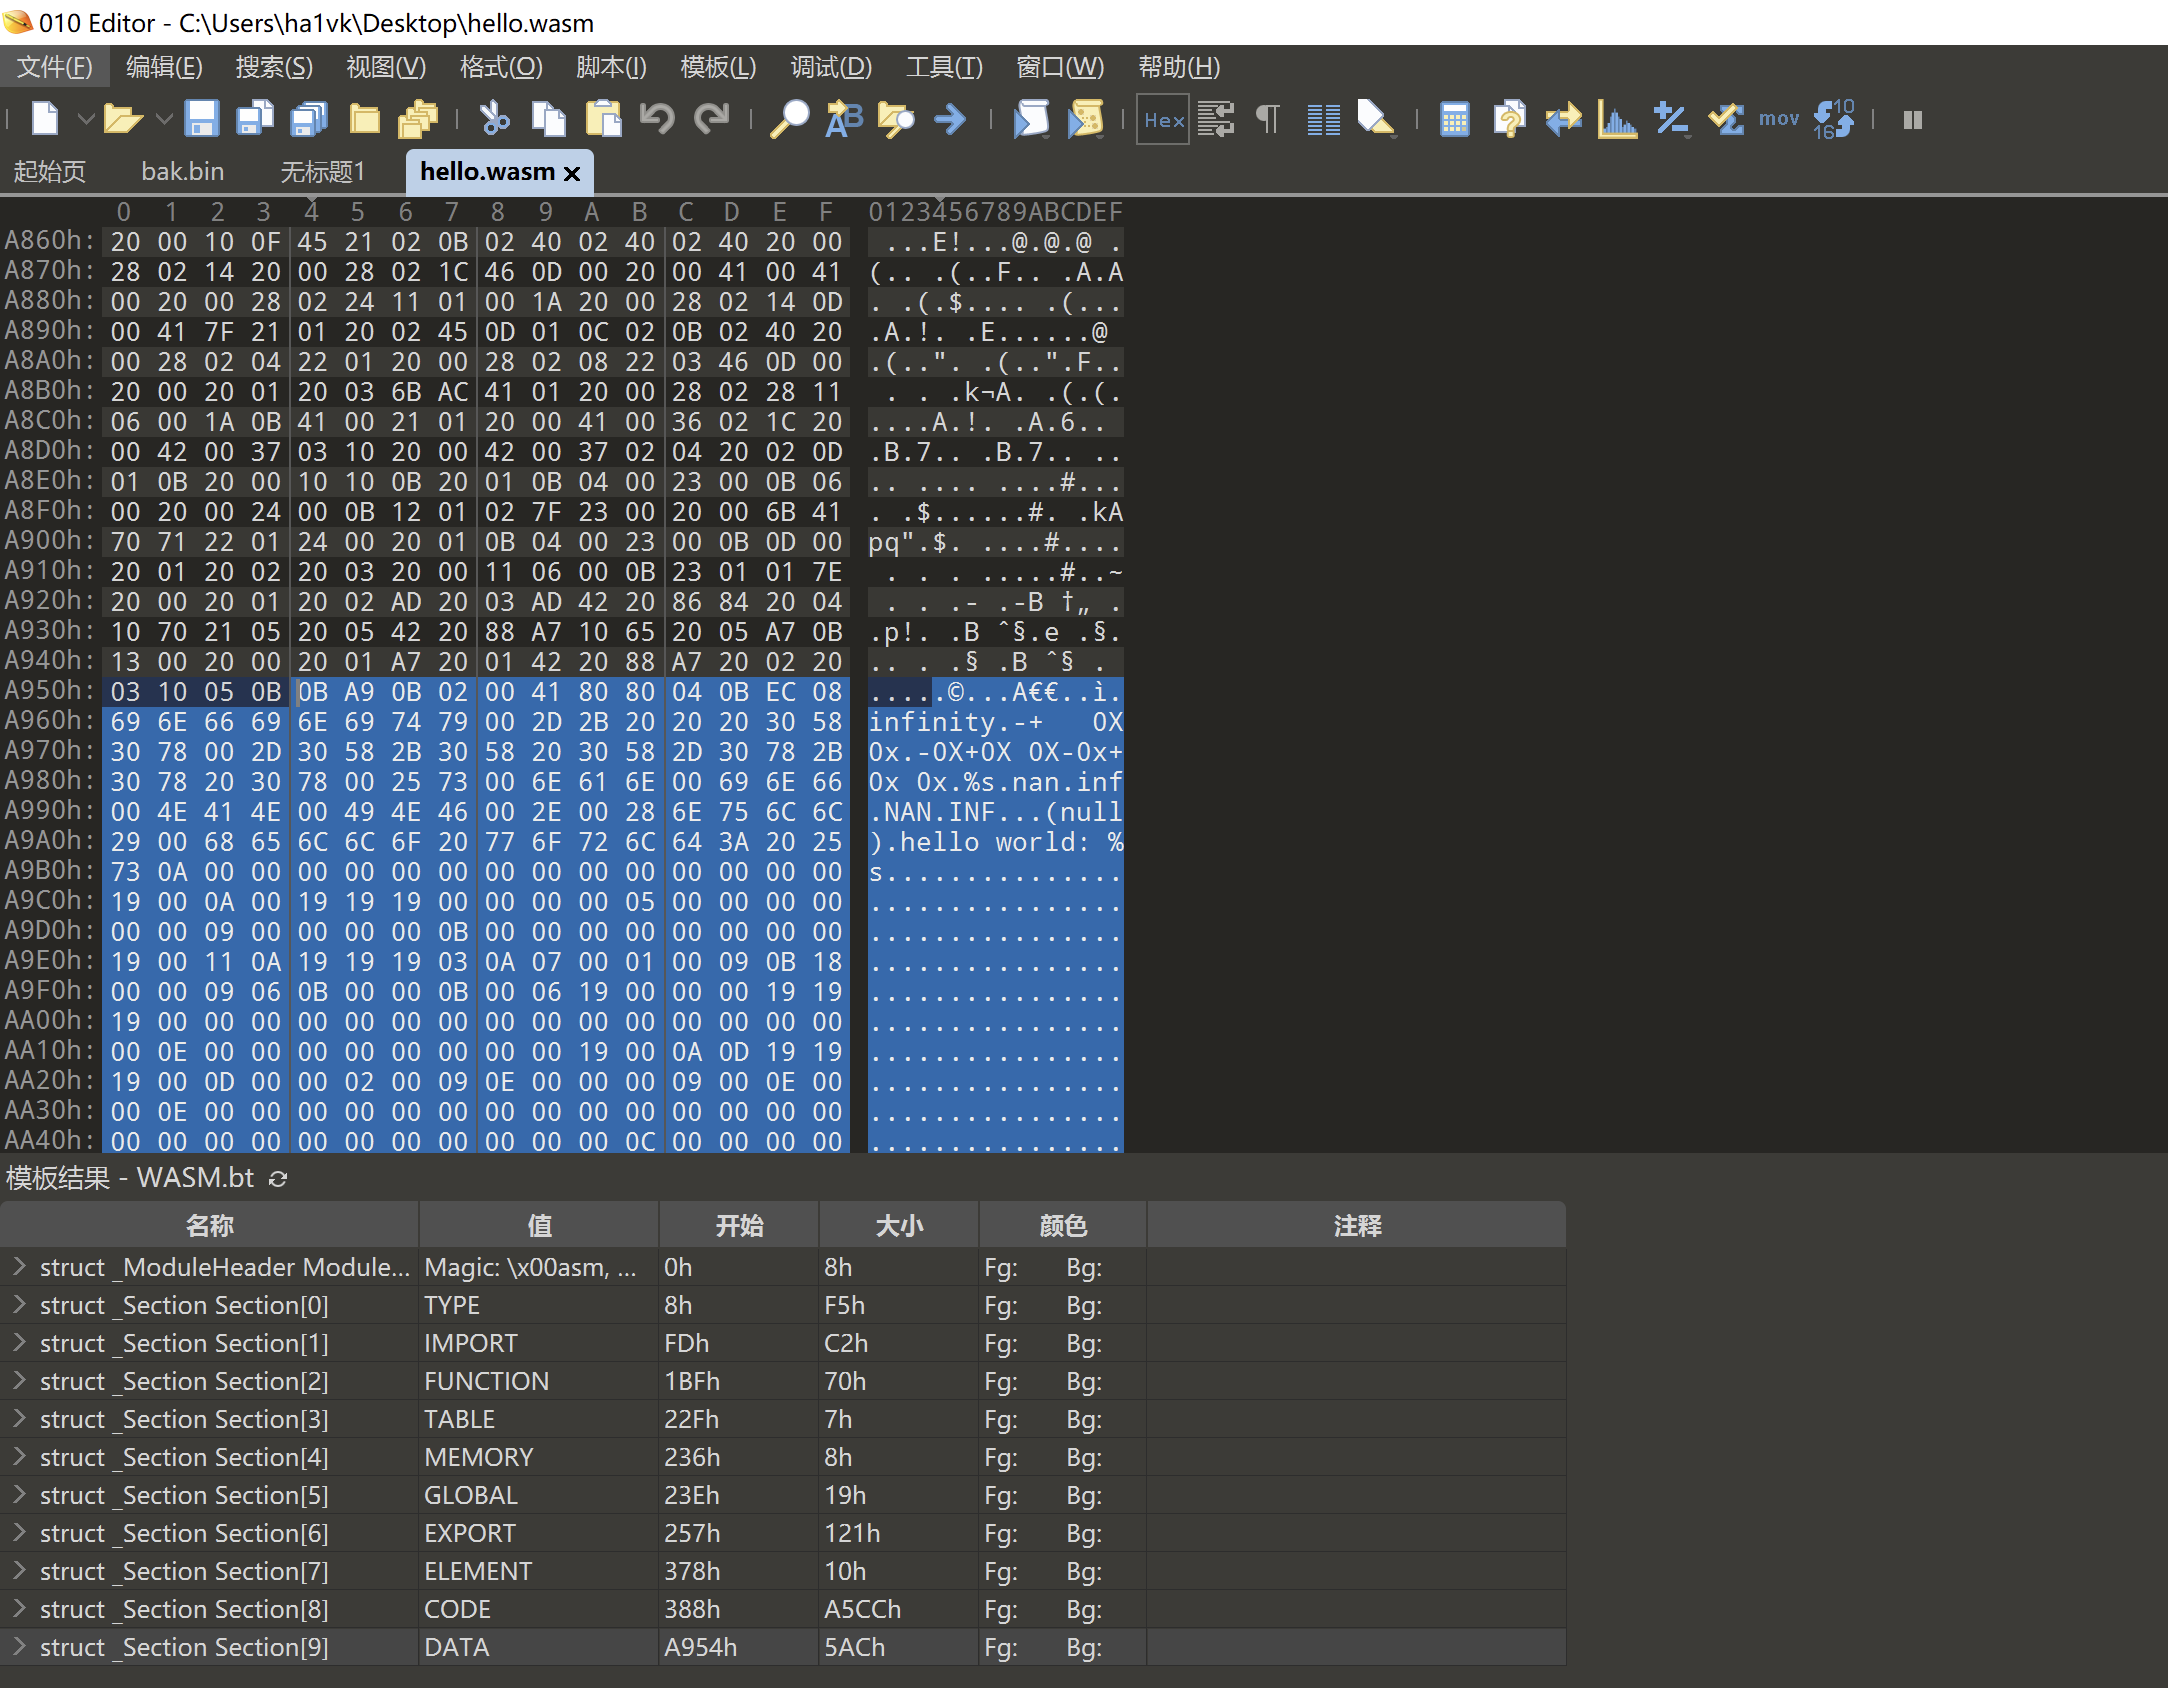 010 Editor - C:\Users\ha1vk\Desktop\hello.wasm
文件(F) 编辑(E) 搜索(S) 视图(V) 格式(O) 脚本(I) 模板(L) 调试(D) 工具(T) 窗口(W) 帮助(H)
Hex mov 10 16
起始页 bak.bin 无标题1 hello.wasm ×
0 1 2 3 4 5 6 7 8 9 A B C D E F 0123456789ABCDEF
A860h: 20 00 10 0F 45 21 02 0B 02 40 02 40 02 40 20 00  ...E!...@.@.@ .
A870h: 28 02 14 20 00 28 02 1C 46 0D 00 20 00 41 00 41 (.. .(..F.. .A.A
A880h: 00 20 00 28 02 24 11 01 00 1A 20 00 28 02 14 0D . .(.$.... .(...
A890h: 00 41 7F 21 01 20 02 45 0D 01 0C 02 0B 02 40 20 .A.!. .E......@
A8A0h: 00 28 02 04 22 01 20 00 28 02 08 22 03 46 0D 00 .(..". .(..".F..
A8B0h: 20 00 20 01 20 03 6B AC 41 01 20 00 28 02 28 11  . . .k¬A. .(.(.
A8C0h: 06 00 1A 0B 41 00 21 01 20 00 41 00 36 02 1C 20 ....A.!. .A.6..
A8D0h: 00 42 00 37 03 10 20 00 42 00 37 02 04 20 02 0D .B.7.. .B.7.. ..
A8E0h: 01 0B 20 00 10 10 0B 20 01 0B 04 00 23 00 0B 06 .. .... ....#...
A8F0h: 00 20 00 24 00 0B 12 01 02 7F 23 00 20 00 6B 41 . .$......#. .kA
A900h: 70 71 22 01 24 00 20 01 0B 04 00 23 00 0B 0D 00 pq".$. ....#....
A910h: 20 01 20 02 20 03 20 00 11 06 00 0B 23 01 01 7E  . . . .....#..~
A920h: 20 00 20 01 20 02 AD 20 03 AD 42 20 86 84 20 04  . . .- .-B †„ .
A930h: 10 70 21 05 20 05 42 20 88 A7 10 65 20 05 A7 0B .p!. .B ˆ§.e .§.
A940h: 13 00 20 00 20 01 A7 20 01 42 20 88 A7 20 02 20 .. . .§ .B ˆ§ .
A950h: 03 10 05 0B 0B A9 0B 02 00 41 80 80 04 0B EC 08 .....©...A€€..ì.
A960h: 69 6E 66 69 6E 69 74 79 00 2D 2B 20 20 20 30 58 infinity.-+   0X
A970h: 30 78 00 2D 30 58 2B 30 58 20 30 58 2D 30 78 2B 0x.-0X+0X 0X-0x+
A980h: 30 78 20 30 78 00 25 73 00 6E 61 6E 00 69 6E 66 0x 0x.%s.nan.inf
A990h: 00 4E 41 4E 00 49 4E 46 00 2E 00 28 6E 75 6C 6C .NAN.INF...(null
A9A0h: 29 00 68 65 6C 6C 6F 20 77 6F 72 6C 64 3A 20 25 ).hello world: %
A9B0h: 73 0A 00 00 00 00 00 00 00 00 00 00 00 00 00 00 s...............
A9C0h: 19 00 0A 00 19 19 19 00 00 00 00 05 00 00 00 00 ................
A9D0h: 00 00 09 00 00 00 00 0B 00 00 00 00 00 00 00 00 ................
A9E0h: 19 00 11 0A 19 19 19 03 0A 07 00 01 00 09 0B 18 ................
A9F0h: 00 00 09 06 0B 00 00 0B 00 06 19 00 00 00 19 19 ................
AA00h: 19 00 00 00 00 00 00 00 00 00 00 00 00 00 00 00 ................
AA10h: 00 0E 00 00 00 00 00 00 00 00 19 00 0A 0D 19 19 ................
AA20h: 19 00 0D 00 00 02 00 09 0E 00 00 00 09 00 0E 00 ................
AA30h: 00 0E 00 00 00 00 00 00 00 00 00 00 00 00 00 00 ................
AA40h: 00 00 00 00 00 00 00 00 00 00 00 0C 00 00 00 00 ................
模板结果 - WASM.bt
名称 值 开始 大小 颜色 注释
struct _ModuleHeader Module... Magic: \x00asm, ... 0h 8h Fg: Bg:
struct _Section Section[0] TYPE 8h F5h Fg: Bg:
struct _Section Section[1] IMPORT FDh C2h Fg: Bg:
struct _Section Section[2] FUNCTION 1BFh 70h Fg: Bg:
struct _Section Section[3] TABLE 22Fh 7h Fg: Bg:
struct _Section Section[4] MEMORY 236h 8h Fg: Bg:
struct _Section Section[5] GLOBAL 23Eh 19h Fg: Bg:
struct _Section Section[6] EXPORT 257h 121h Fg: Bg:
struct _Section Section[7] ELEMENT 378h 10h Fg: Bg:
struct _Section Section[8] CODE 388h A5CCh Fg: Bg:
struct _Section Section[9] DATA A954h 5ACh Fg: Bg: